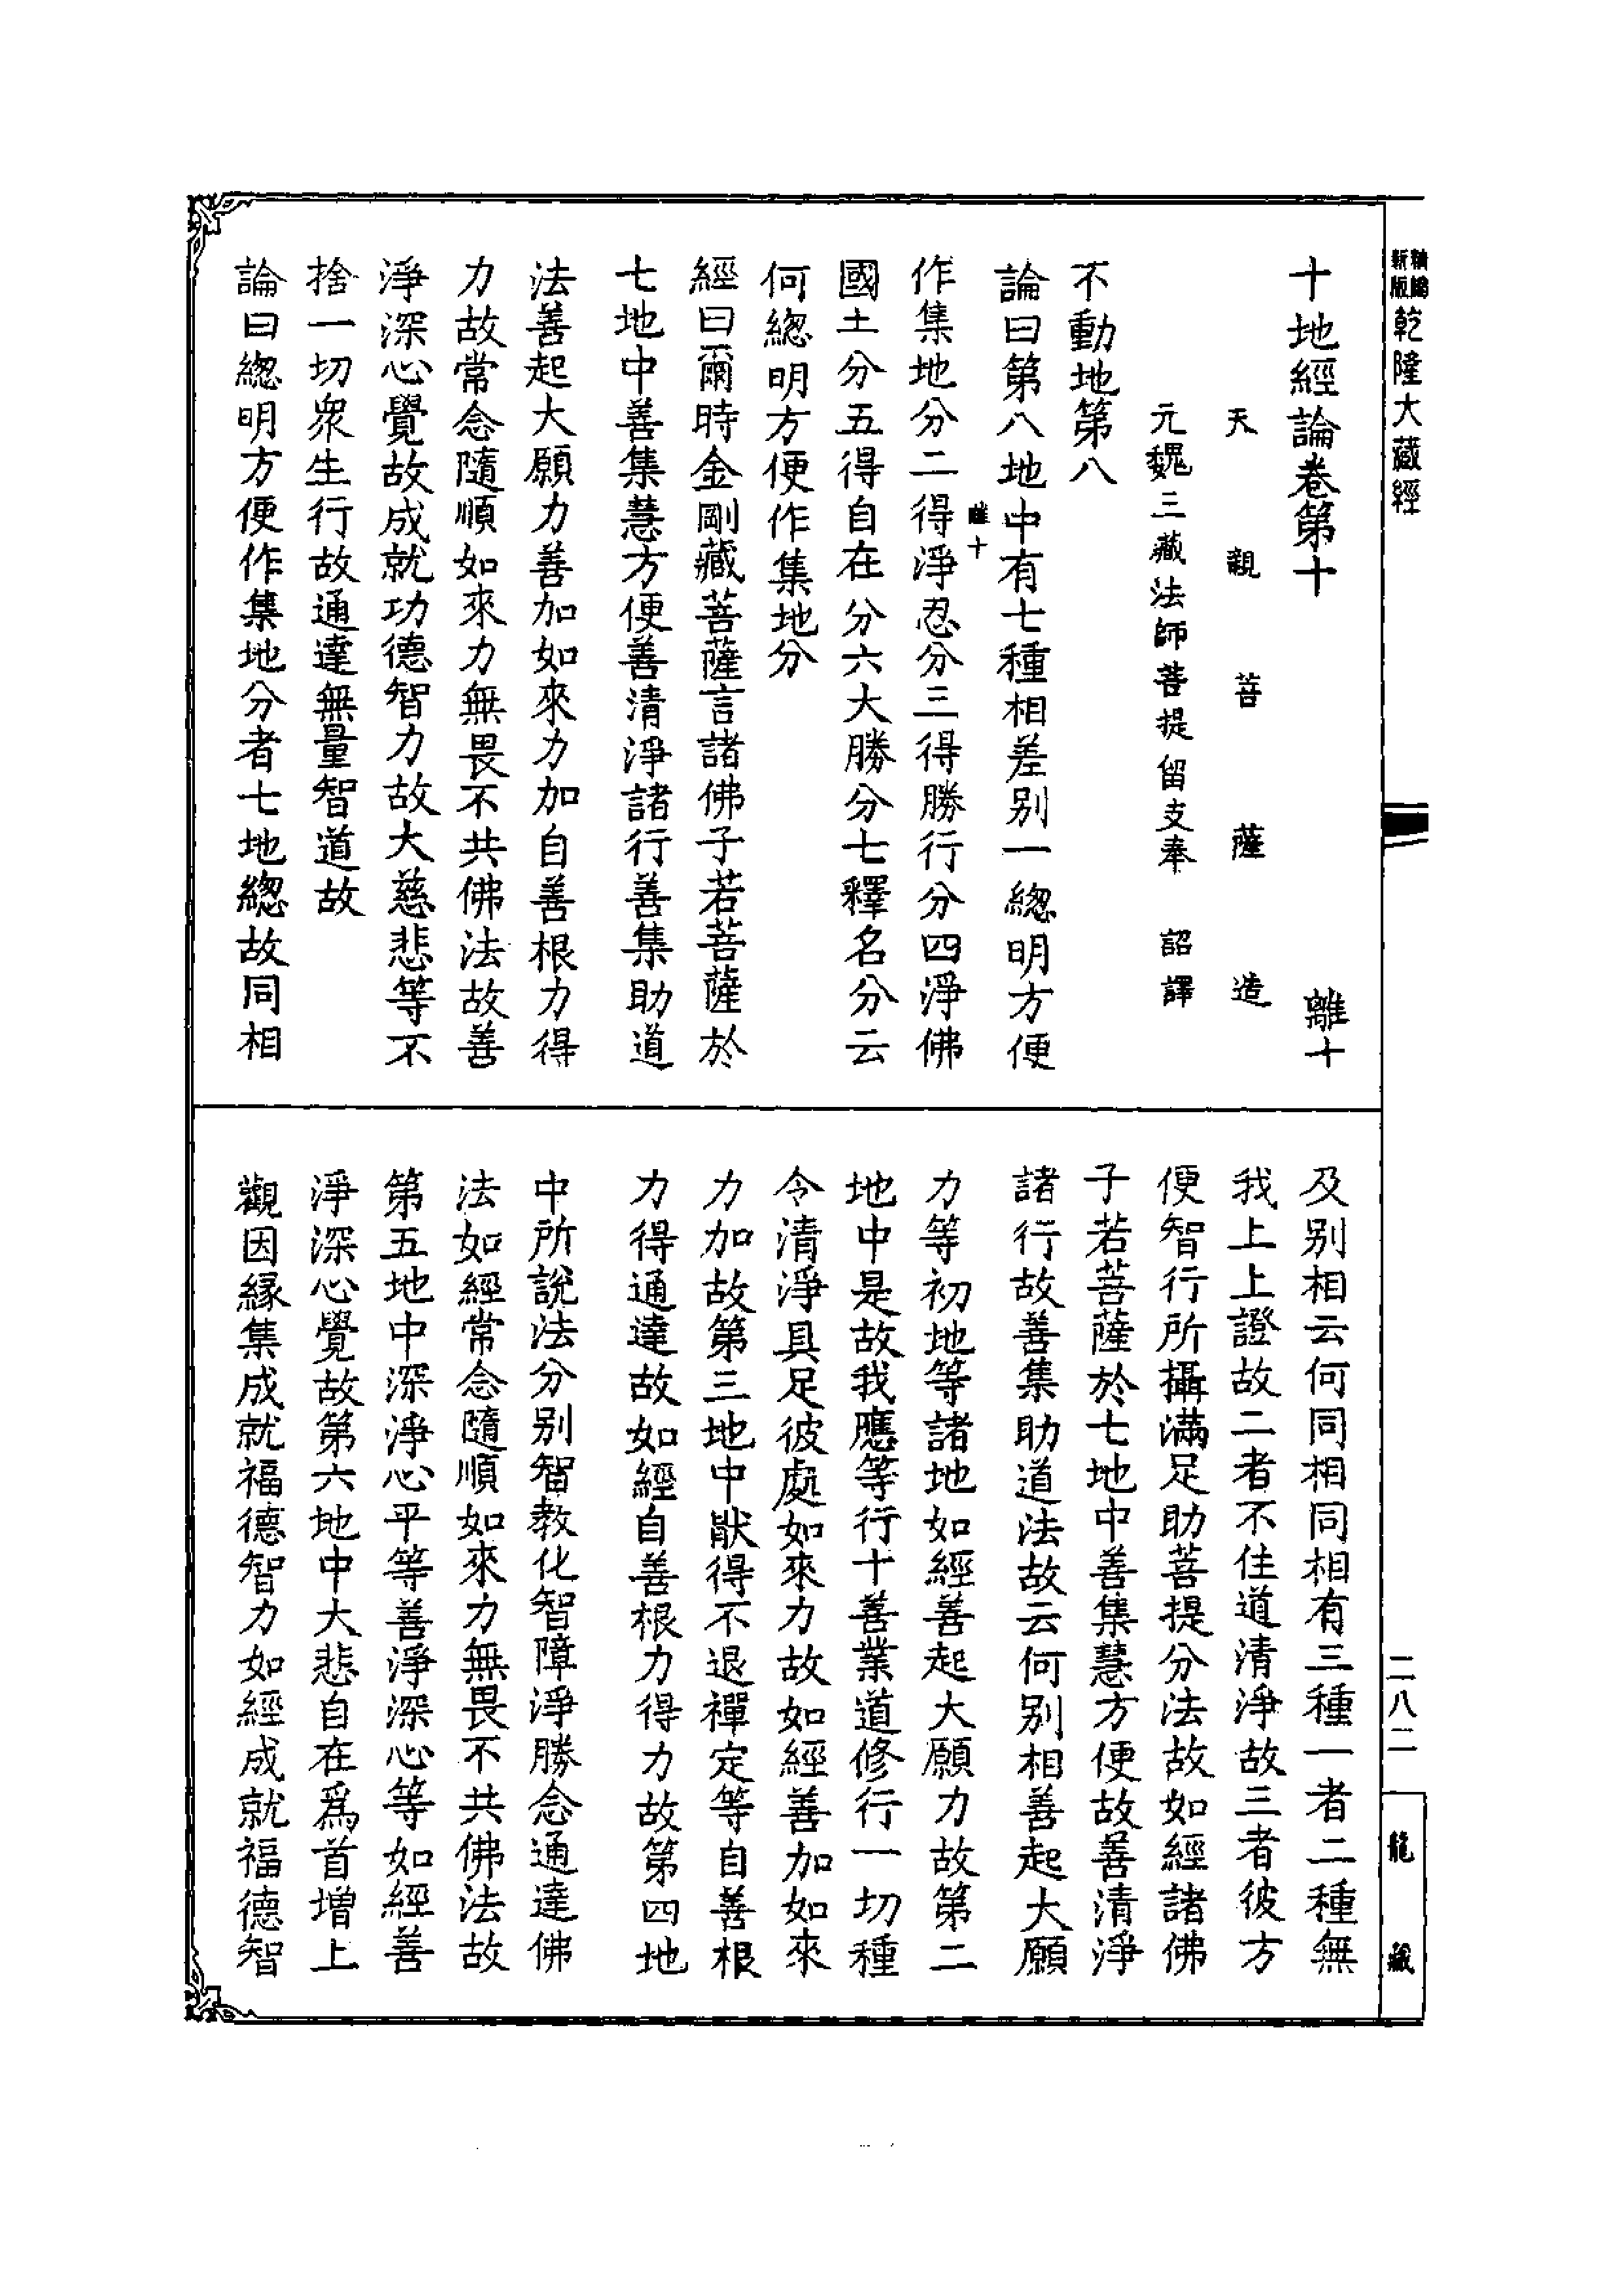 十地經論卷第十　離十
天親菩薩造
元魏三藏法師菩提留支奉　詔譯
不動地第八
論曰第八地中有七種相差別一總明方便
作集地分二得淨忍分三得勝行分四淨佛
國土分五得自在分六大勝分七釋名分云
何總明方便作集地分
經曰爾時金剛藏菩薩言諸佛子若菩薩於
七地中善集慧方便善清淨諸行善集助道
法善起大願力善加如來力加自善根力得
力故常念隨順如來力無畏不共佛法故善
淨深心覺故成就功德智力故大慈悲等不
捨一切衆生行故通達無量智道故
論曰總明方便作集地分者七地總故同相
及別相云何同相同相有三種一者二種無
我上上證故二者不住道清淨故三者彼方
便智行所攝滿足助菩提分法故如經諸佛
子若菩薩於七地中善集慧方便故善清淨
諸行故善集助道法故云何別相善起大願
力等初地等諸地如經善起大願力故第二
地中是故我應等行十善業道修行一切種
令清淨具足彼處如來力故如經善加如來
力加故第三地中猒得不退禪定等自善根
力得通達故如經自善根力得力故第四地
中所說法分別智教化智障淨勝念通達佛
法如經常念隨順如來力無畏不共佛法故
第五地中深淨心平等善淨深心等如經善
淨深心覺故第六地中大悲自在爲首增上
觀因緣集成就福德智力如經成就福德智
乾隆大藏經
新版
二八二
龍藏